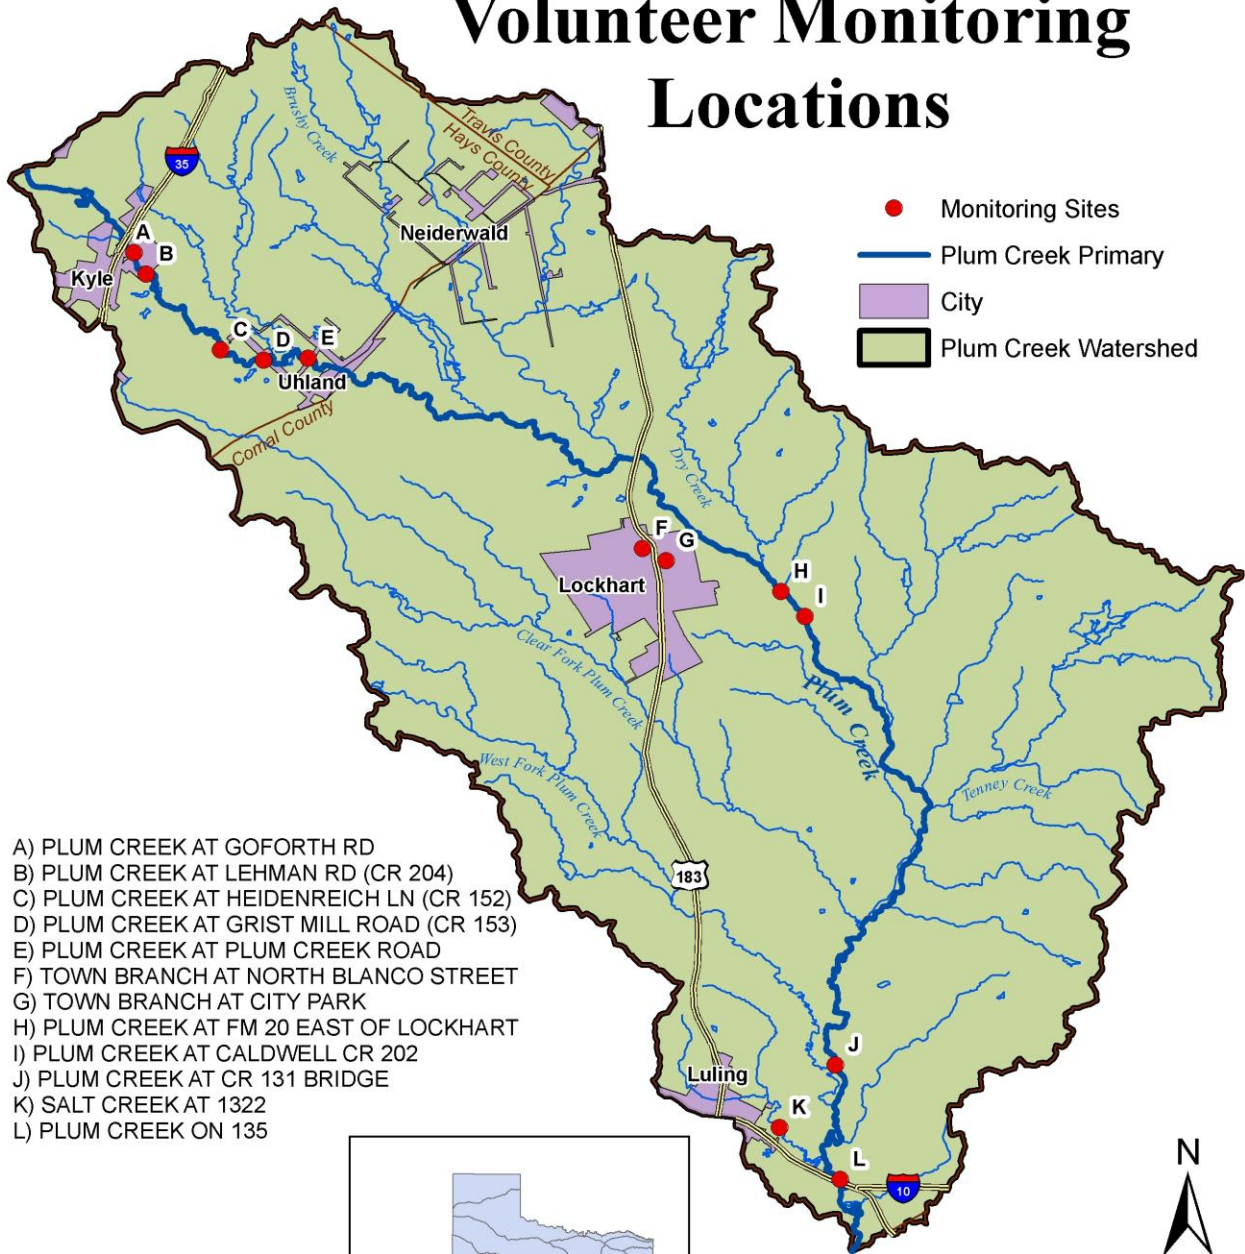 Volunteer Monitoring
Locations
Monitoring Sites
Plum Creek Primary
City
Plum Creek Watershed
Travis County
Hays County
Brushy Creek
35
Neiderwald
A
B
Kyle
C
D
E
Uhland
Comal County
Dry Creek
F
G
Lockhart
H
I
Clear Fork Plum Creek
Plum Creek
West Fork Plum Creek
Tenney Creek
183
A) PLUM CREEK AT GOFORTH RD
B) PLUM CREEK AT LEHMAN RD (CR 204)
C) PLUM CREEK AT HEIDENREICH LN (CR 152)
D) PLUM CREEK AT GRIST MILL ROAD (CR 153)
E) PLUM CREEK AT PLUM CREEK ROAD
F) TOWN BRANCH AT NORTH BLANCO STREET
G) TOWN BRANCH AT CITY PARK
H) PLUM CREEK AT FM 20 EAST OF LOCKHART
I) PLUM CREEK AT CALDWELL CR 202
J) PLUM CREEK AT CR 131 BRIDGE
K) SALT CREEK AT 1322
L) PLUM CREEK ON 135
J
Luling
K
L
10
N